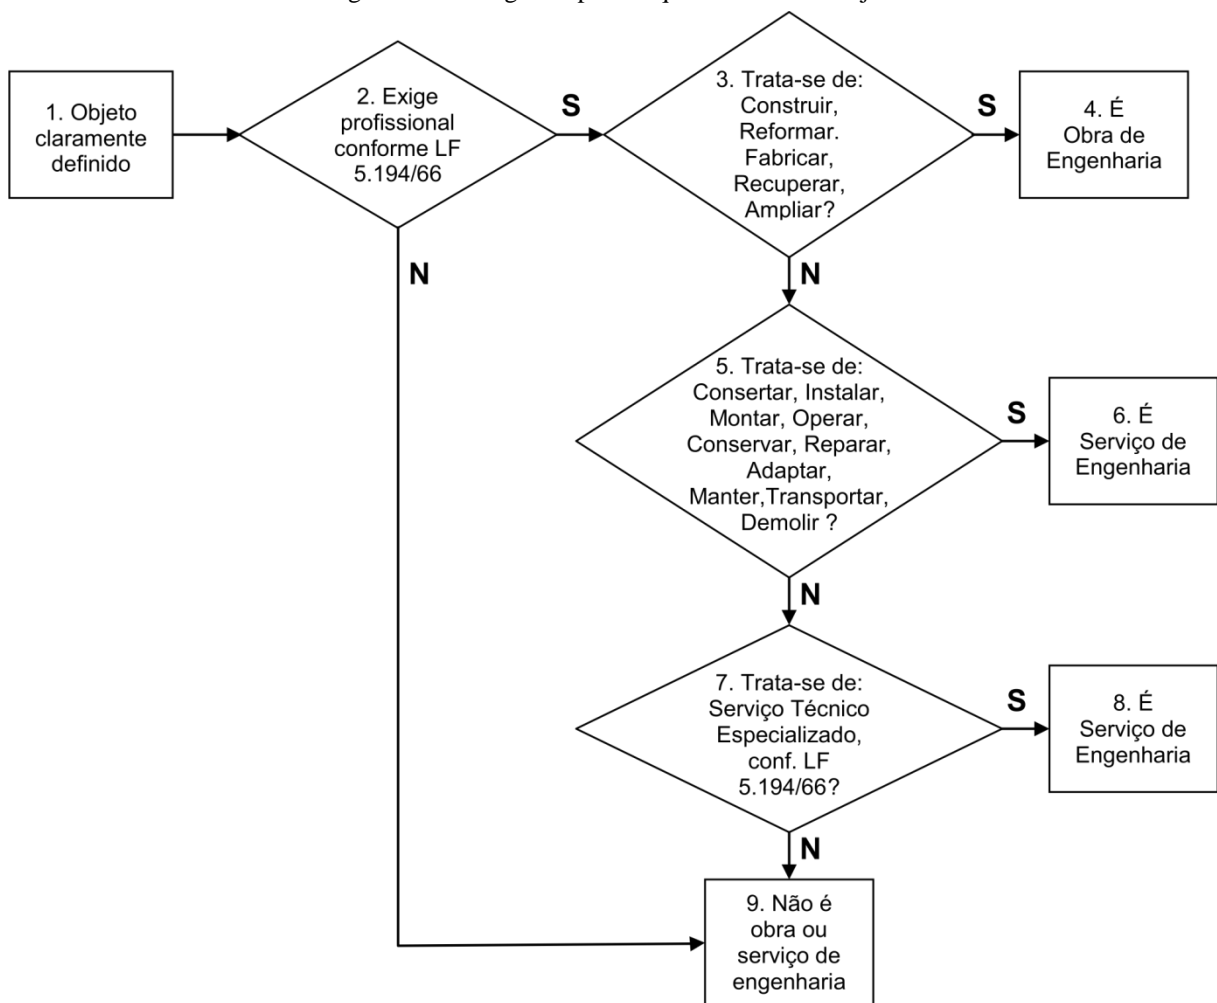 1. Objeto
claramente
definido
2. Exige
profissional
conforme LF
5.194/66
S
3. Trata-se de:
Construir,
Reformar.
Fabricar,
Recuperar,
Ampliar?
S
4. É
Obra de
Engenharia
N
N
5. Trata-se de:
Consertar, Instalar,
Montar, Operar,
Conservar, Reparar,
Adaptar,
Manter,Transportar,
Demolir ?
S
6. É
Serviço de
Engenharia
N
7. Trata-se de:
Serviço Técnico
Especializado,
conf. LF
5.194/66?
S
8. É
Serviço de
Engenharia
N
9. Não é
obra ou
serviço de
engenharia